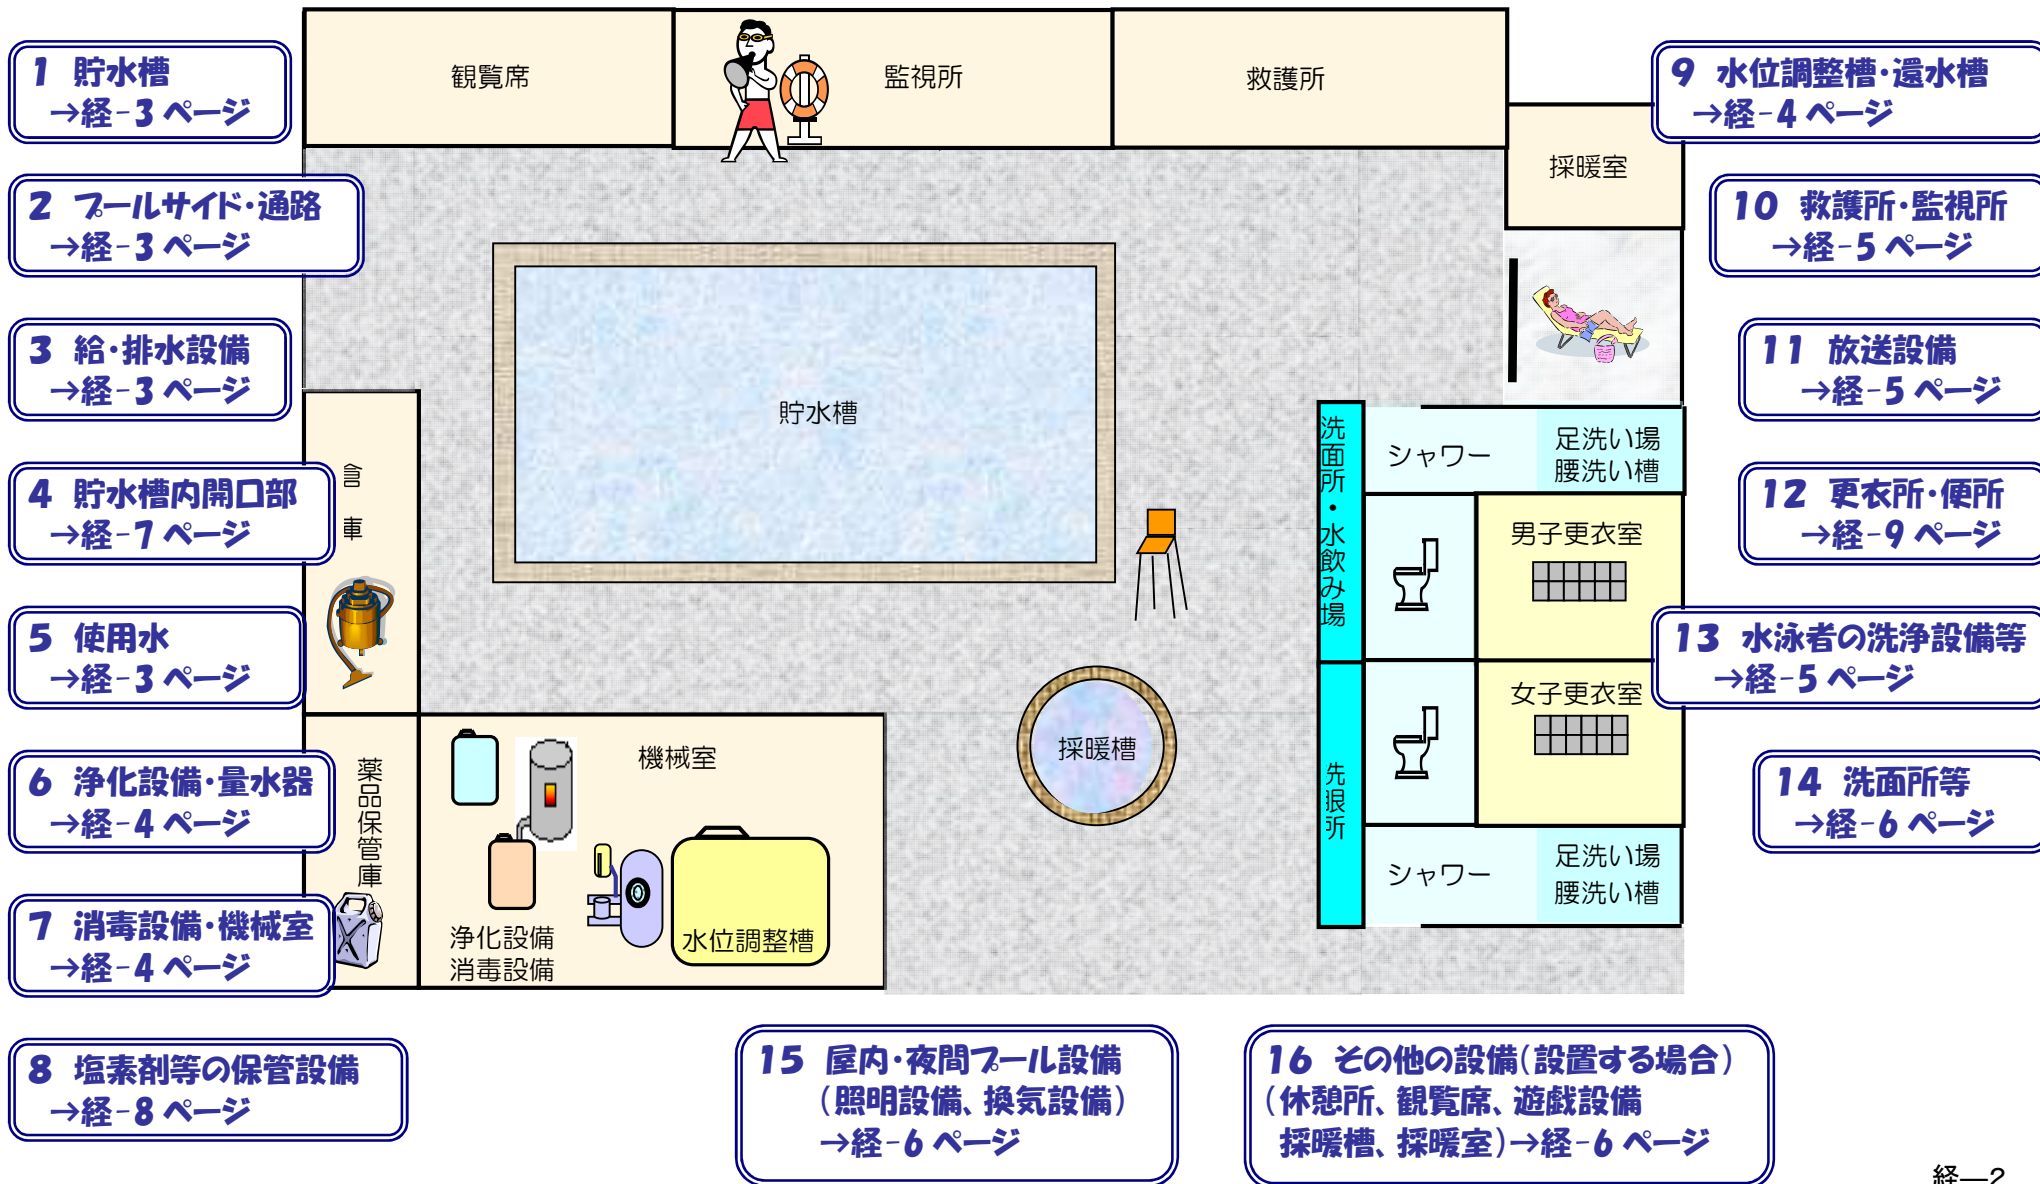 1 貯水槽
→経-3 ページ
2 プールサイド・通路
→経-3 ページ
3 給・排水設備
→経-3 ページ
4 貯水槽内開口部
→経-7 ページ
5 使用水
→経-3 ページ
6 浄化設備・量水器
→経-4 ページ
7 消毒設備・機械室
→経-4 ページ
8 塩素剤等の保管設備
→経-8 ページ
観覧席
監視所
救護所
採暖室
貯水槽
庫
薬品保管庫
機械室
浄化設備
消毒設備
水位調整槽
採暖槽
洗面所・水飲み場
シャワー
足洗い場
腰洗い槽
男子更衣室
女子更衣室
洗眼所
シャワー
足洗い場
腰洗い槽
9 水位調整槽・還水槽
→経-4 ページ
10 救護所・監視所
→経-5 ページ
11 放送設備
→経-5 ページ
12 更衣所・便所
→経-9 ページ
13 水泳者の洗浄設備等
→経-5 ページ
14 洗面所等
→経-6 ページ
15 屋内・夜間プール設備
(照明設備、換気設備)
→経-6 ページ
16 その他の設備(設置する場合)
(休憩所、観覧席、遊戯設備
採暖槽、採暖室)→経-6 ページ
経―2